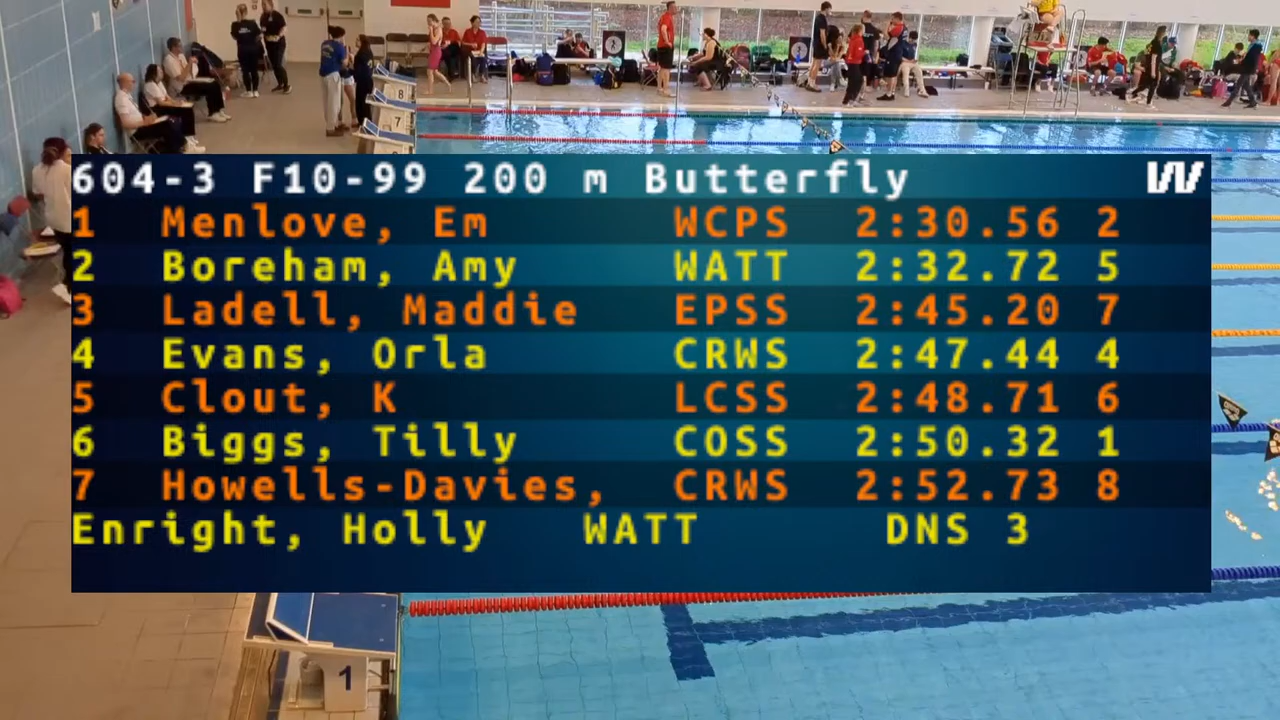 8
7
604-3 F10-99 200 m Butterfly W
1 Menlove, Em WCPS 2:30.56 2
2 Boreham, Amy WATT 2:32.72 5
3 Ladell, Maddie EPSS 2:45.20 7
4 Evans, Orla CRWS 2:47.44 4
5 Clout, K LCSS 2:48.71 6
6 Biggs, Tilly COSS 2:50.32 1
7 Howells-Davies, CRWS 2:52.73 8
Enright, Holly WATT DNS 3
1